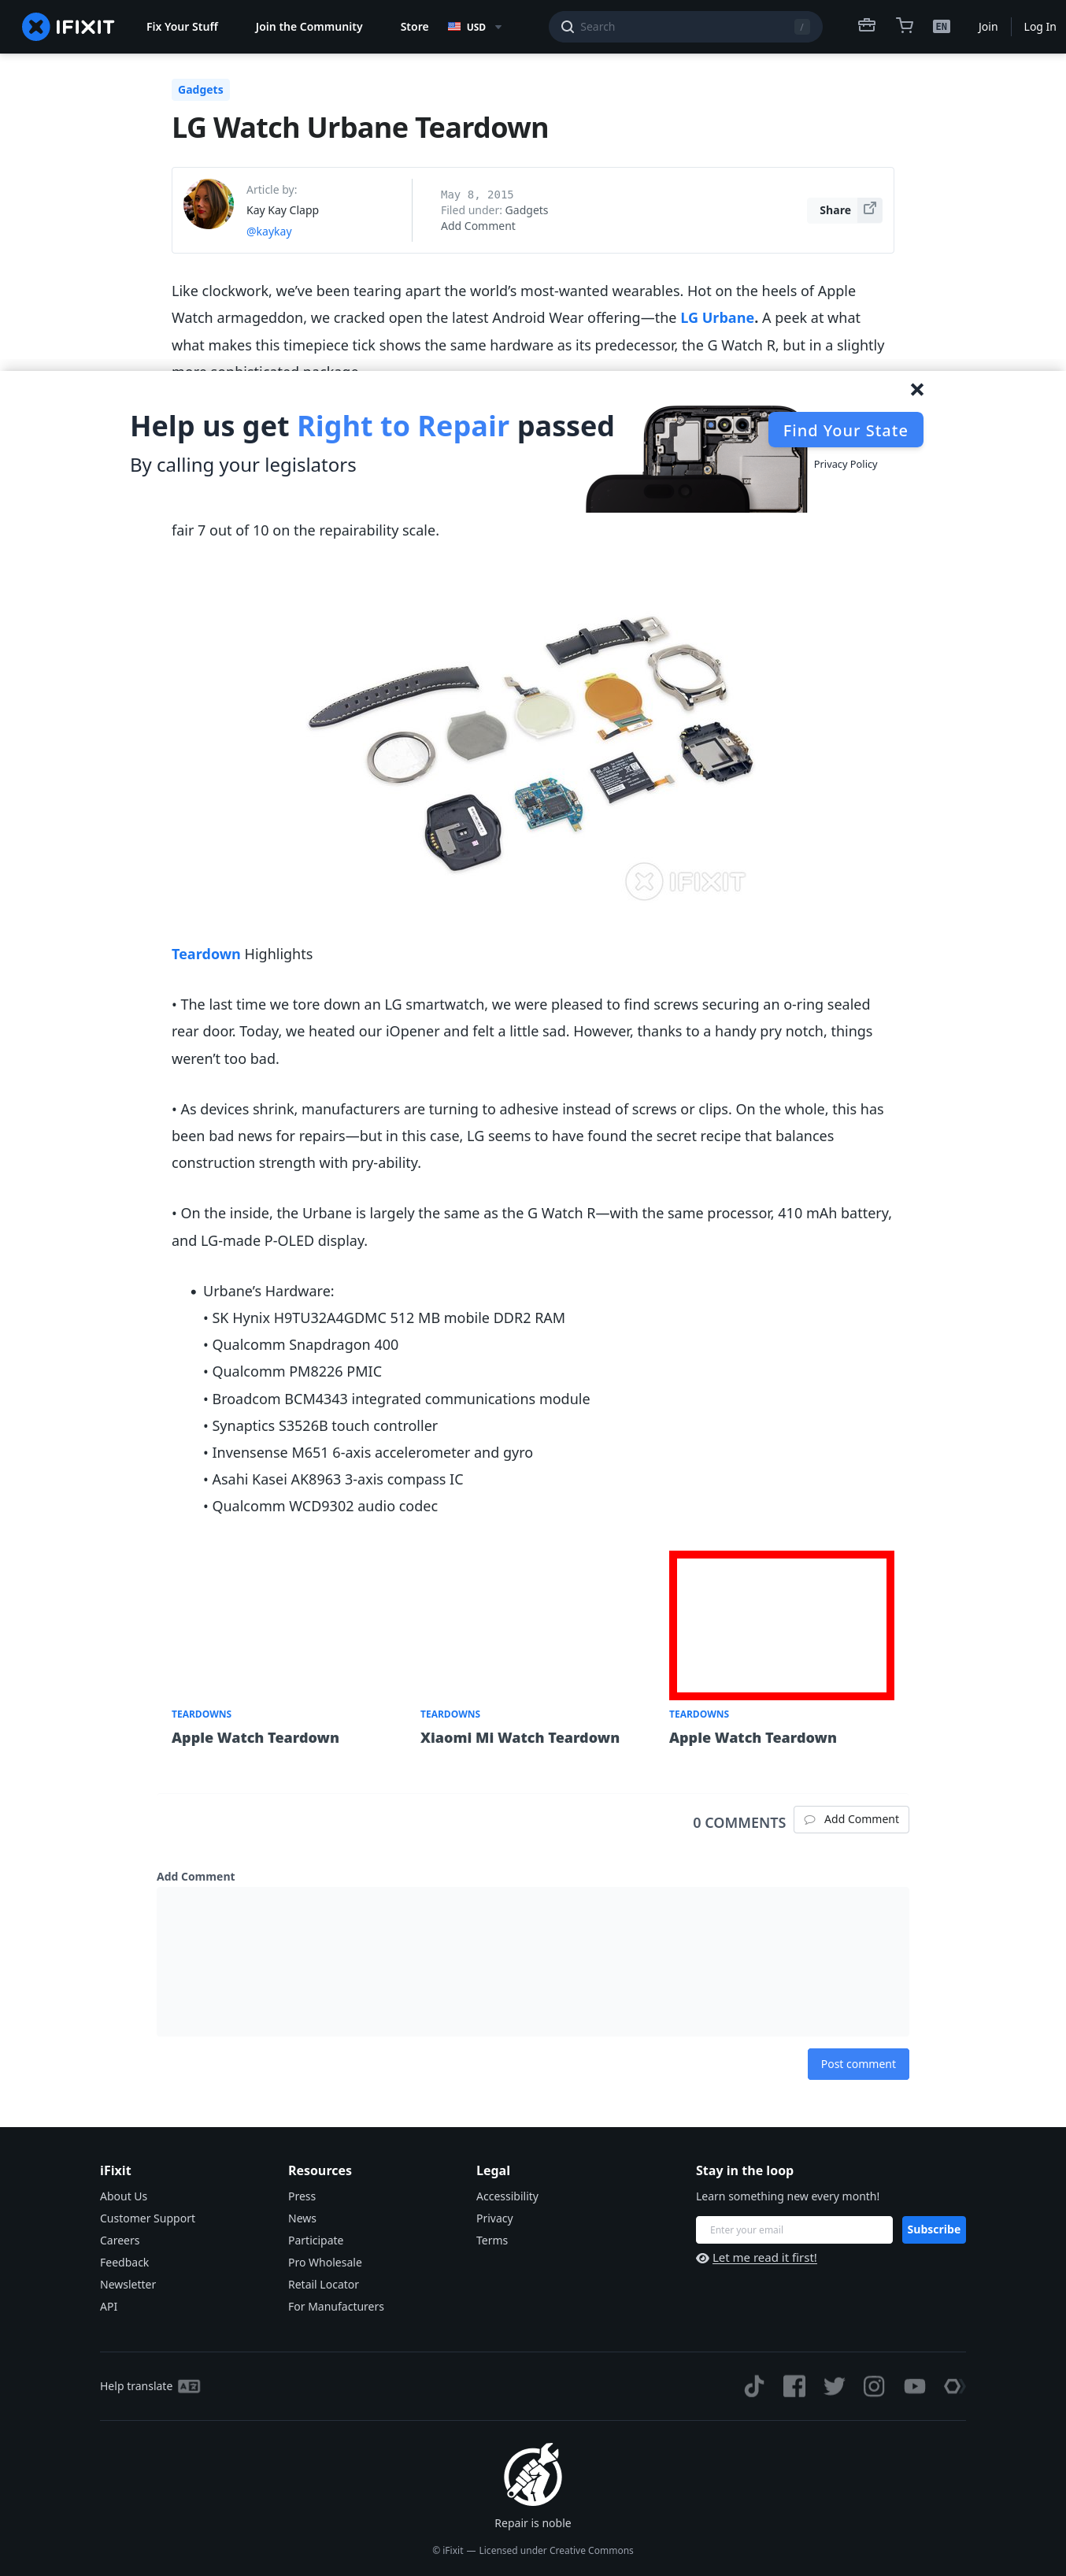 IFIXIT
Fix Your Stuff
Join the Community
Store
USD
Search
/
EN
Join
Log In
Gadgets
LG Watch Urbane Teardown
Article by:
Kay Kay Clapp
@kaykay
May 8, 2015
Filed under: Gadgets
Add Comment
Share
Like clockwork, we’ve been tearing apart the world’s most-wanted wearables. Hot on the heels of Apple
Watch armageddon, we cracked open the latest Android Wear offering—the LG Urbane. A peek at what
what makes this timepiece tick shows the same hardware as its predecessor, the G Watch R, but in a slightly
more sophisticated package.
Help us get Right to Repair passed
By calling your legislators
Find Your State
Privacy Policy
fair 7 out of 10 on the repairability scale.
IFIXIT
Teardown Highlights
• The last time we tore down an LG smartwatch, we were pleased to find screws securing an o-ring sealed
rear door. Today, we heated our iOpener and felt a little sad. However, thanks to a handy pry notch, things
weren’t too bad.
• As devices shrink, manufacturers are turning to adhesive instead of screws or clips. On the whole, this has
been bad news for repairs—but in this case, LG seems to have found the secret recipe that balances
construction strength with pry-ability.
• On the inside, the Urbane is largely the same as the G Watch R—with the same processor, 410 mAh battery,
and LG-made P-OLED display.
• Urbane’s Hardware:
• SK Hynix H9TU32A4GDMC 512 MB mobile DDR2 RAM
• Qualcomm Snapdragon 400
• Qualcomm PM8226 PMIC
• Broadcom BCM4343 integrated communications module
• Synaptics S3526B touch controller
• Invensense M651 6-axis accelerometer and gyro
• Asahi Kasei AK8963 3-axis compass IC
• Qualcomm WCD9302 audio codec
TEARDOWNS
Apple Watch Teardown
TEARDOWNS
Xiaomi Mi Watch Teardown
TEARDOWNS
Apple Watch Teardown
0 COMMENTS
Add Comment
Add Comment
Post comment
iFixit
About Us
Customer Support
Careers
Feedback
Newsletter
API
Resources
Press
News
Participate
Pro Wholesale
Retail Locator
For Manufacturers
Legal
Accessibility
Privacy
Terms
Stay in the loop
Learn something new every month!
Enter your email
Subscribe
Let me read it first!
Help translate
Repair is noble
© iFixit — Licensed under Creative Commons